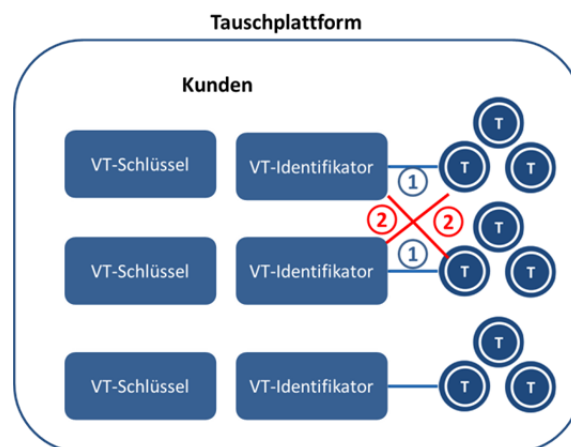 Tauschplattform
Kunden
T
VT-Schlüssel
VT-Identifikator
1
T
T
2
2
T
VT-Schlüssel
VT-Identifikator
1
T
T
T
VT-Schlüssel
VT-Identifikator
T
T